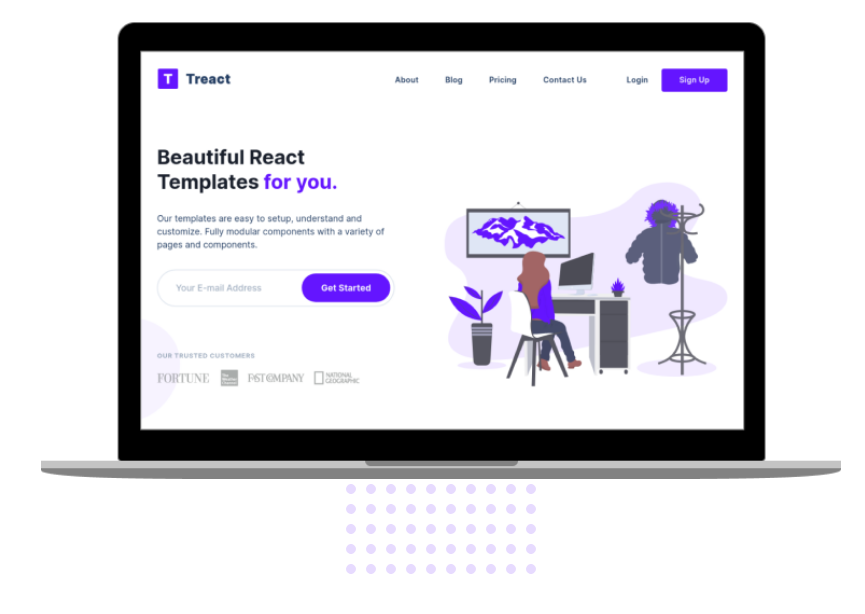 T Treact
About Blog Pricing Contact Us Login Sign Up
Beautiful React
Templates for you.
Our templates are easy to setup, understand and
customize. Fully modular components with a variety of
pages and components.
Your E-mail Address Get Started
OUR TRUSTED CUSTOMERS
FORTUNE FAST COMPANY NATIONAL
GEOGRAPHIC